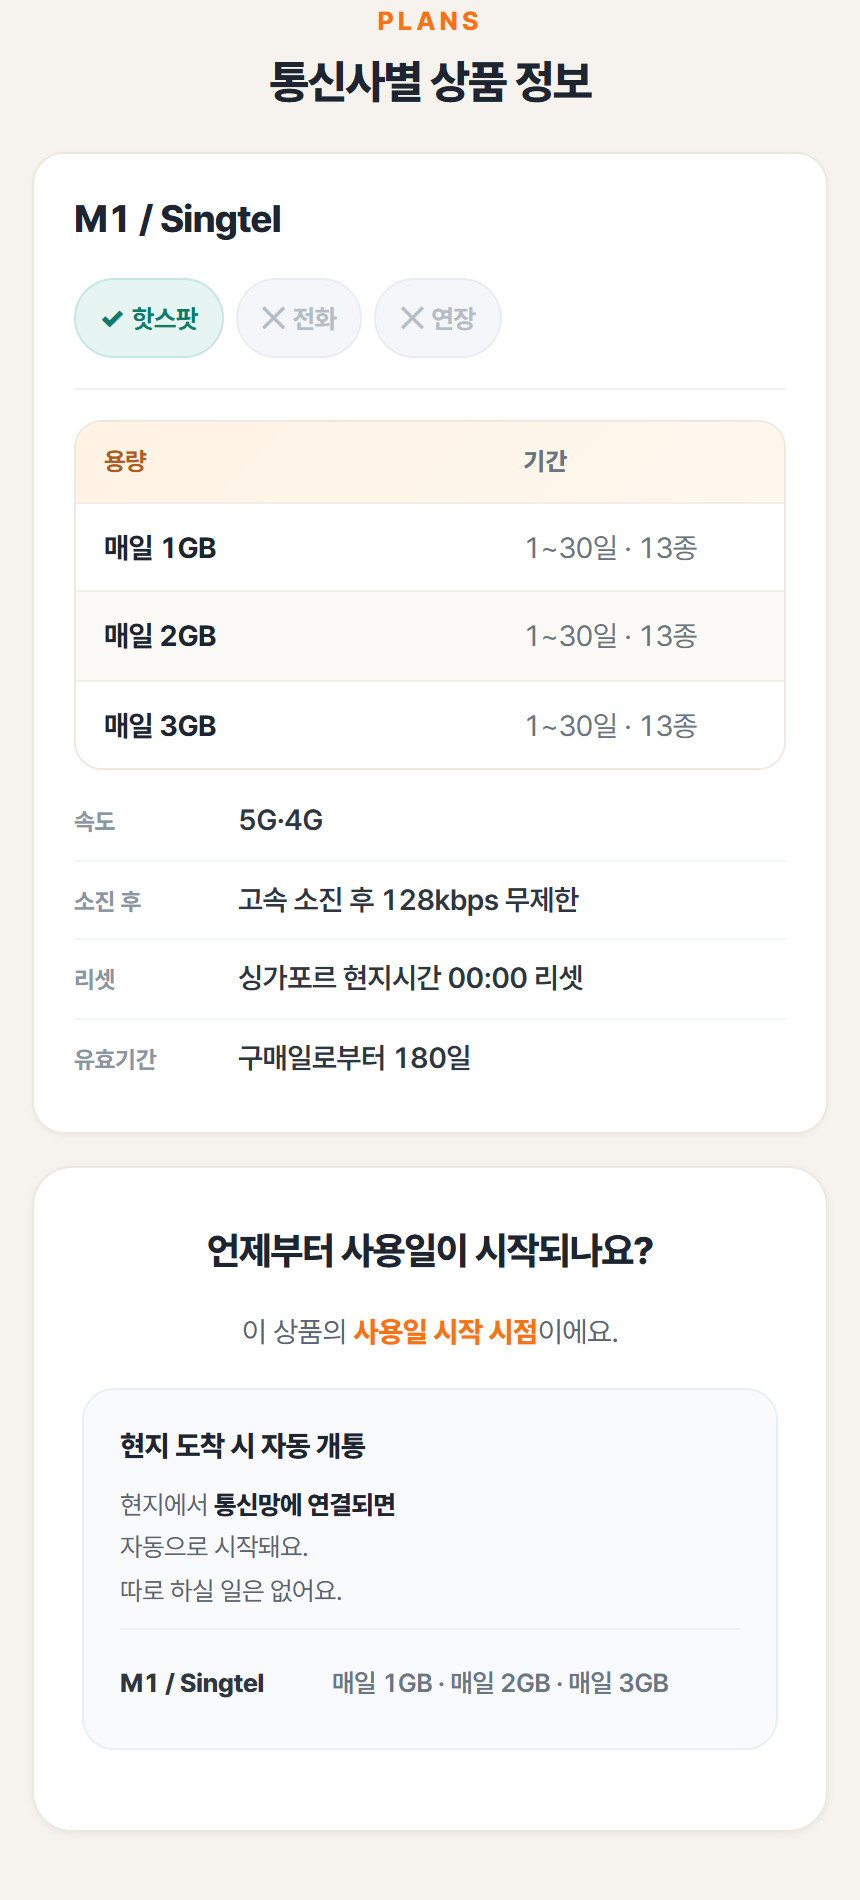 PLANS
통신사별 상품 정보
M1 / Singtel
✓ 핫스팟 ✕ 전화 ✕ 연장
용량 기간
매일 1GB 1~30일 · 13종
매일 2GB 1~30일 · 13종
매일 3GB 1~30일 · 13종
속도 5G·4G
소진 후 고속 소진 후 128kbps 무제한
리셋 싱가포르 현지시간 00:00 리셋
유효기간 구매일로부터 180일
언제부터 사용일이 시작되나요?
이 상품의 사용일 시작 시점이에요.
현지 도착 시 자동 개통
현지에서 통신망에 연결되면
자동으로 시작돼요.
따로 하실 일은 없어요.
M1 / Singtel 매일 1GB · 매일 2GB · 매일 3GB